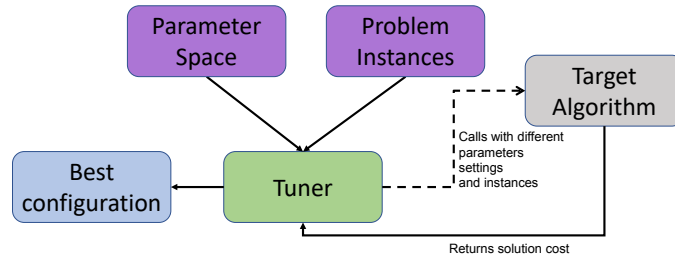 Parameter
Space
Problem
Instances
Target
Algorithm
Calls with different
parameters
settings
and instances
Best
configuration
Tuner
Returns solution cost